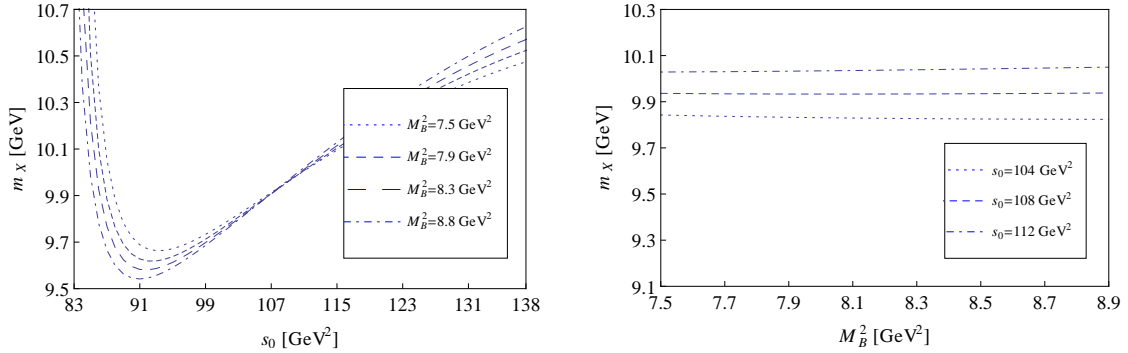 10.7
10.5
10.3
10.1
9.9
9.7
9.5
m_X [GeV]
83 91 99 107 115 123 131 138
s_0 [GeV^2]
M_B^2=7.5 GeV^2
M_B^2=7.9 GeV^2
M_B^2=8.3 GeV^2
M_B^2=8.8 GeV^2
10.3
10.1
9.9
9.7
9.5
9.3
9.1
m_X [GeV]
7.5 7.7 7.9 8.1 8.3 8.5 8.7 8.9
M_B^2 [GeV^2]
s_0=104 GeV^2
s_0=108 GeV^2
s_0=112 GeV^2